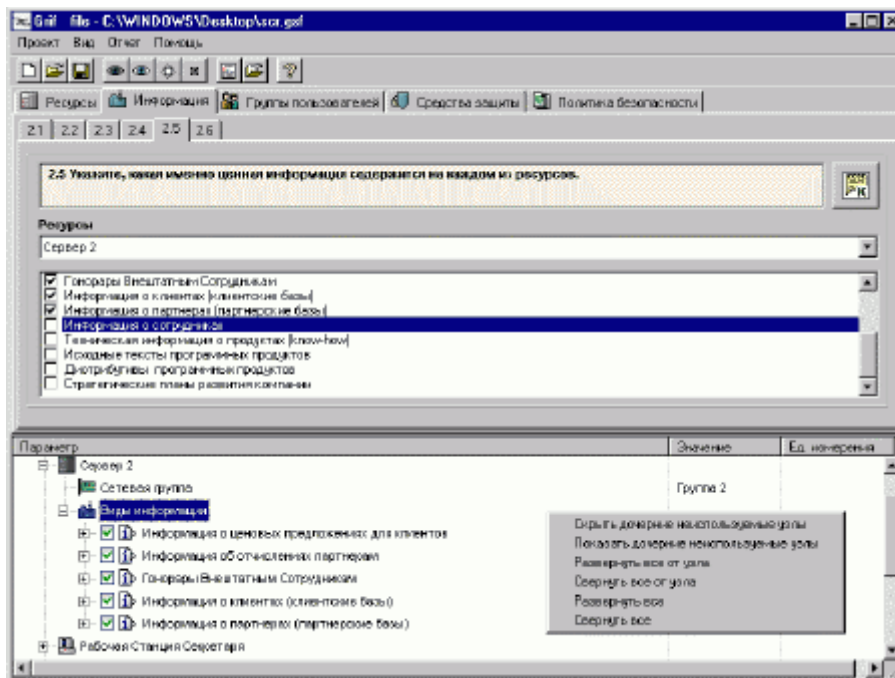 Grif file - C:\WINDOWS\Desktop\scr.gsf
Проект Вид Отчет Помощь
Ресурсы Информация Группы пользователей Средства защиты Политика безопасности
2.1 2.2 2.3 2.4 2.5 2.6
2.5 Укажите, какая именно ценная информация содержится на каждом из ресурсов.
Ресурсы
Сервер 2
Гонорары Внештатным Сотрудникам
Информация о клиентах (клиентские базы)
Информация о партнерах (партнерские базы)
Информация о сотрудниках
Техническая информация о продуктах (know-how)
Исходные тексты программных продуктов
Дистрибутивы программных продуктов
Стратегические планы развития компании
Параметр Значение Ед. измерения
Сервер 2
Сетевая группа Группа 2
Виды информации
Информация о ценовых предложениях для клиентов
Информация об отчислениях партнерам
Гонорары Внештатным Сотрудникам
Информация о клиентах (клиентские базы)
Информация о партнерах (партнерские базы)
Рабочая Станция Секретаря
Скрыть дочерние неиспользуемые узлы
Показать дочерние неиспользуемые узлы
Развернуть все от узла
Свернуть все от узла
Развернуть все
Свернуть все